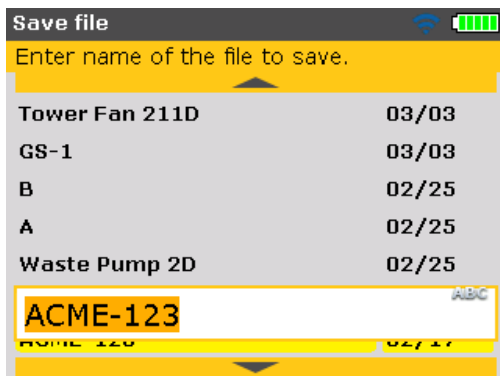 Save file
Enter name of the file to save.
Tower Fan 211D 03/03
GS-1 03/03
B 02/25
A 02/25
Waste Pump 2D 02/25
ABC
ACME-123